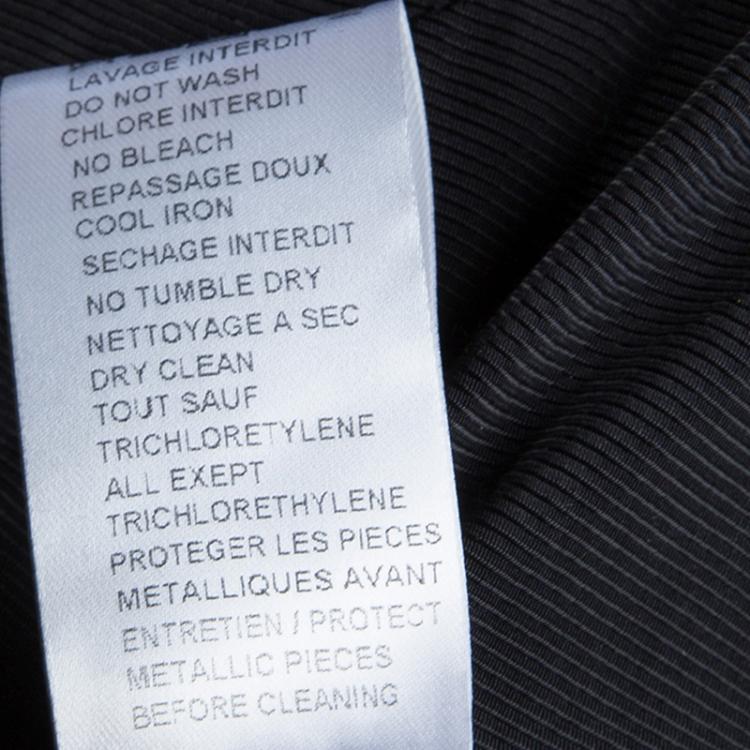 LAVAGE INTERDIT
DO NOT WASH
CHLORE INTERDIT
NO BLEACH
REPASSAGE DOUX
COOL IRON
SECHAGE INTERDIT
NO TUMBLE DRY
NETTOYAGE A SEC
DRY CLEAN
TOUT SAUF
TRICHLORETYLENE
ALL EXEPT
TRICHLORETHYLENE
PROTEGER LES PIECES
METALLIQUES AVANT
ENTRETIEN / PROTECT
METALLIC PIECES
BEFORE CLEANING